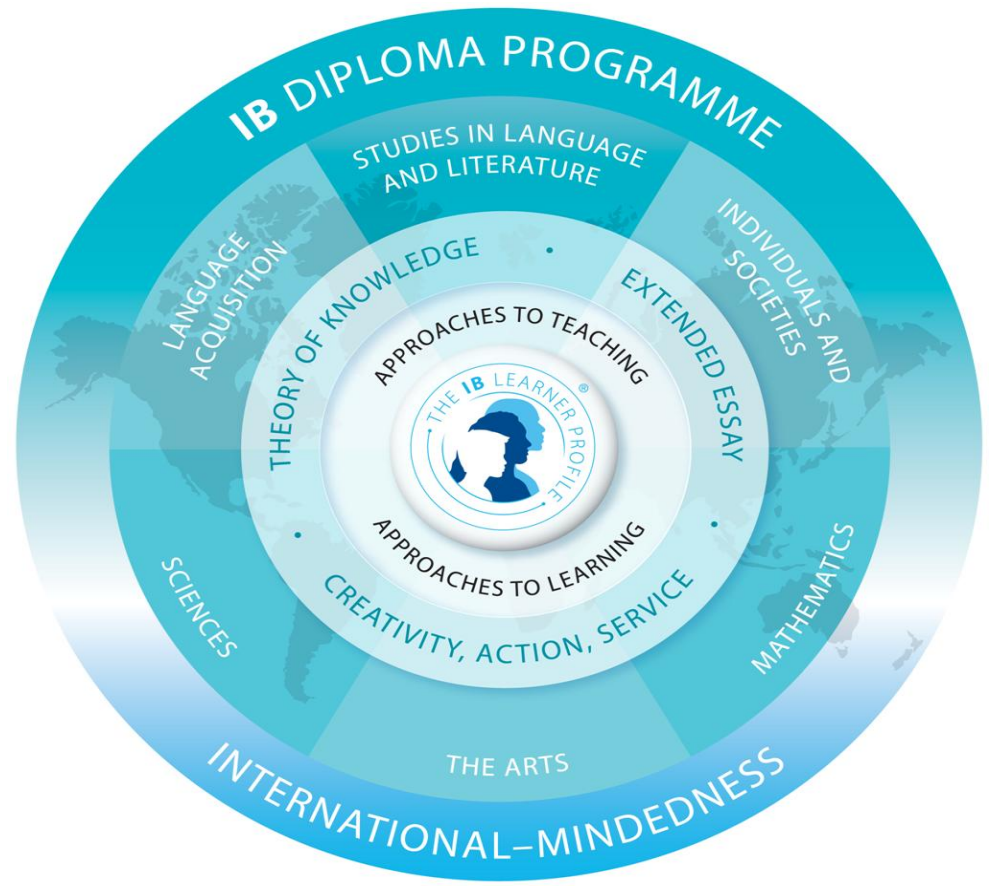 IB DIPLOMA PROGRAMME
STUDIES IN LANGUAGE
AND LITERATURE
LANGUAGE
ACQUISITION
INDIVIDUALS AND
SOCIETIES
THEORY OF KNOWLEDGE
•
EXTENDED ESSAY
APPROACHES TO TEACHING
THE IB LEARNER PROFILE
®
APPROACHES TO LEARNING
•
CREATIVITY, ACTION, SERVICE
•
SCIENCES
MATHEMATICS
THE ARTS
INTERNATIONAL–MINDEDNESS